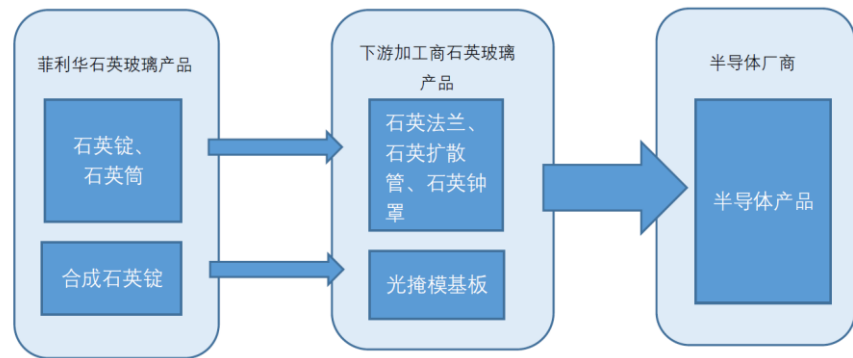 菲利华石英玻璃产品
石英锭、
石英筒
合成石英锭
下游加工商石英玻璃
产品
石英法兰、
石英扩散
管、石英钟
罩
光掩模基板
半导体厂商
半导体产品